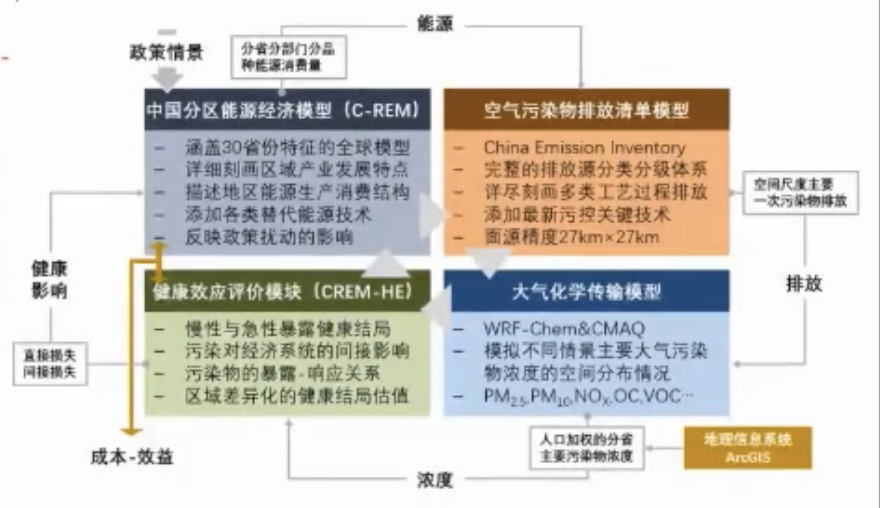 能源
政策情景
分省分部门分品
种能源消费量
中国分区能源经济模型（C-REM）
– 涵盖30省份特征的全球模型
– 详细刻画区域产业发展特点
– 描述地区能源生产消费结构
– 添加各类替代能源技术
– 反映政策扰动的影响
空气污染物排放清单模型
– China Emission Inventory
– 完整的排放源分类分级体系
– 详尽刻画多类工艺过程排放
– 添加最新污控关键技术
– 面源精度27km×27km
空间尺度主要
一次污染物排放
健康
影响
排放
健康效应评价模块（CREM-HE）
– 慢性与急性暴露健康结局
– 污染对经济系统的间接影响
– 污染物的暴露-响应关系
– 区域差异化的健康结局估值
大气化学传输模型
– WRF-Chem&CMAQ
– 模拟不同情景主要大气污染
物浓度的空间分布情况
– PM2.5,PM10,NOX,OC,VOC…
直接损失
间接损失
成本-效益
人口加权的分省
主要污染物浓度
地理信息系统
ArcGIS
浓度